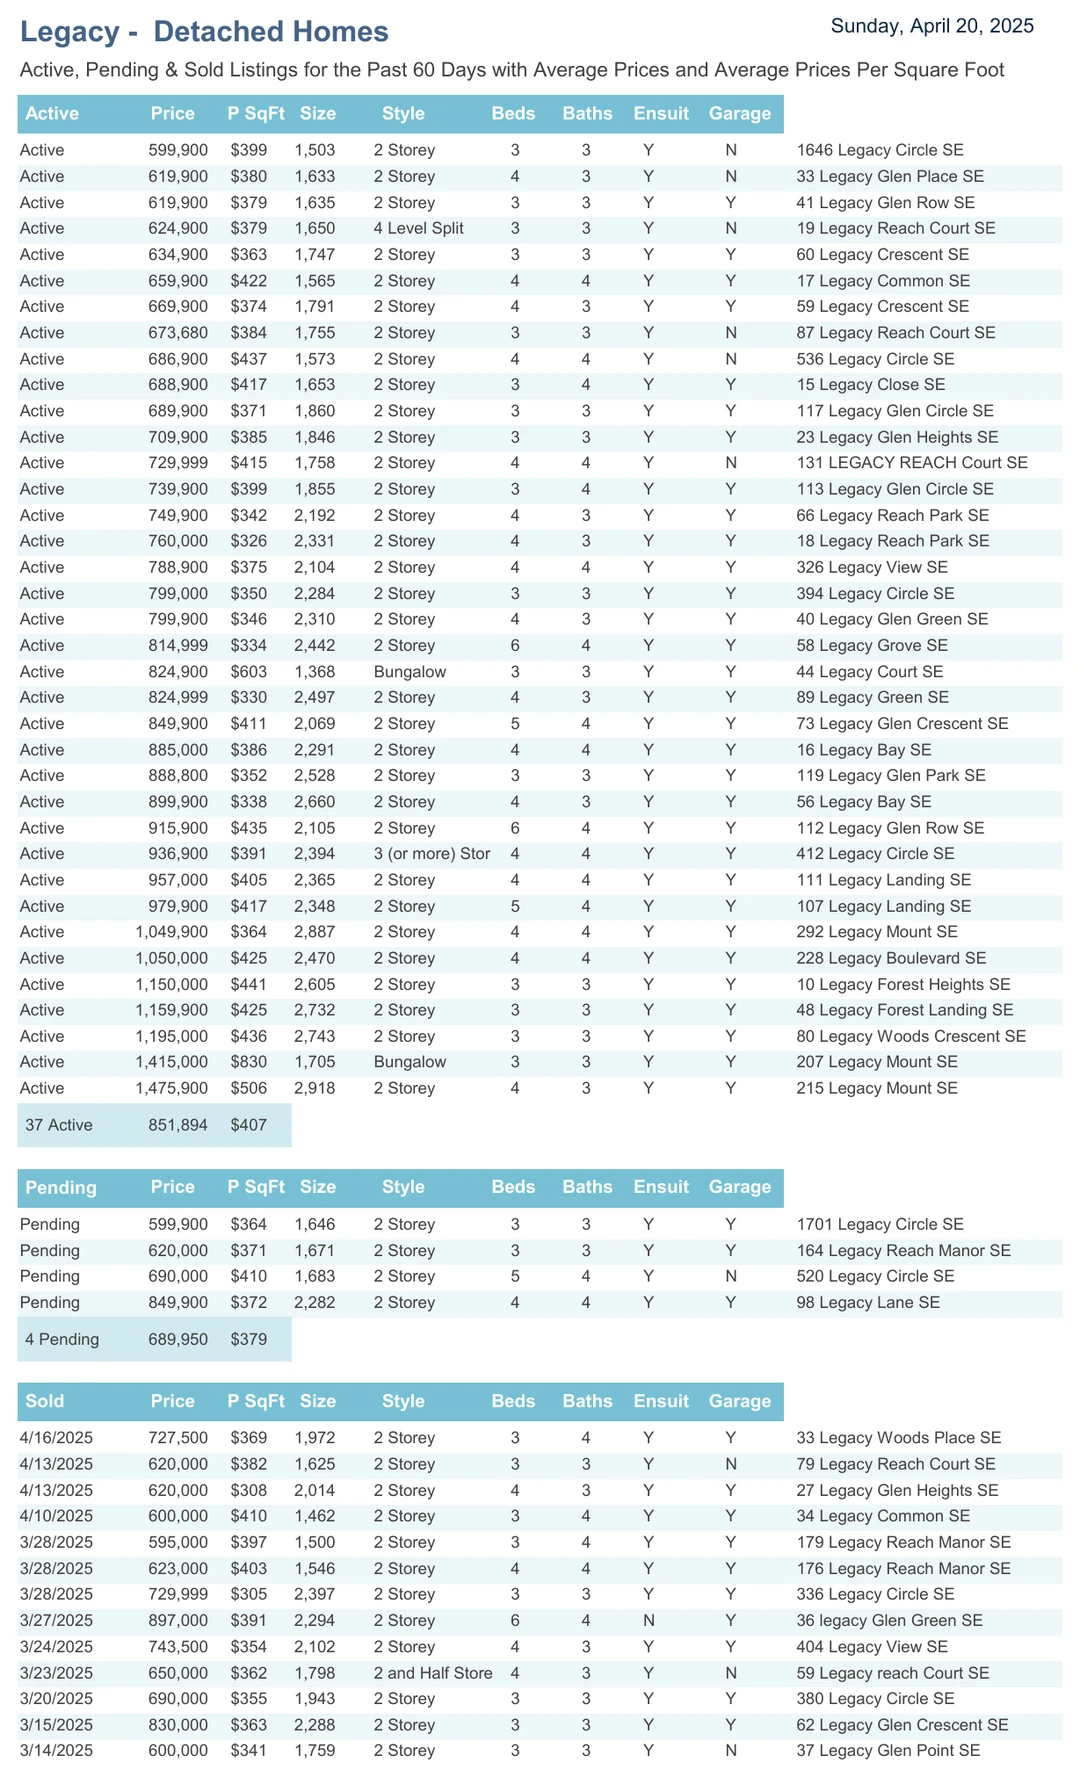 Legacy -  Detached Homes
Sunday, April 20, 2025
Active, Pending & Sold Listings for the Past 60 Days with Average Prices and Average Prices Per Square Foot
Active Price P SqFt Size Style Beds Baths Ensuit Garage
Active 599,900 $399 1,503 2 Storey 3 3 Y N 1646 Legacy Circle SE
Active 619,900 $380 1,633 2 Storey 4 3 Y N 33 Legacy Glen Place SE
Active 619,900 $379 1,635 2 Storey 3 3 Y Y 41 Legacy Glen Row SE
Active 624,900 $379 1,650 4 Level Split 3 3 Y N 19 Legacy Reach Court SE
Active 634,900 $363 1,747 2 Storey 3 3 Y Y 60 Legacy Crescent SE
Active 659,900 $422 1,565 2 Storey 4 4 Y Y 17 Legacy Common SE
Active 669,900 $374 1,791 2 Storey 4 3 Y Y 59 Legacy Crescent SE
Active 673,680 $384 1,755 2 Storey 3 3 Y N 87 Legacy Reach Court SE
Active 686,900 $437 1,573 2 Storey 4 4 Y N 536 Legacy Circle SE
Active 688,900 $417 1,653 2 Storey 3 4 Y Y 15 Legacy Close SE
Active 689,900 $371 1,860 2 Storey 3 3 Y Y 117 Legacy Glen Circle SE
Active 709,900 $385 1,846 2 Storey 3 3 Y Y 23 Legacy Glen Heights SE
Active 729,999 $415 1,758 2 Storey 4 4 Y N 131 LEGACY REACH Court SE
Active 739,900 $399 1,855 2 Storey 3 4 Y Y 113 Legacy Glen Circle SE
Active 749,900 $342 2,192 2 Storey 4 3 Y Y 66 Legacy Reach Park SE
Active 760,000 $326 2,331 2 Storey 4 3 Y Y 18 Legacy Reach Park SE
Active 788,900 $375 2,104 2 Storey 4 4 Y Y 326 Legacy View SE
Active 799,000 $350 2,284 2 Storey 3 3 Y Y 394 Legacy Circle SE
Active 799,900 $346 2,310 2 Storey 4 3 Y Y 40 Legacy Glen Green SE
Active 814,999 $334 2,442 2 Storey 6 4 Y Y 58 Legacy Grove SE
Active 824,900 $603 1,368 Bungalow 3 3 Y Y 44 Legacy Court SE
Active 824,999 $330 2,497 2 Storey 4 3 Y Y 89 Legacy Green SE
Active 849,900 $411 2,069 2 Storey 5 4 Y Y 73 Legacy Glen Crescent SE
Active 885,000 $386 2,291 2 Storey 4 4 Y Y 16 Legacy Bay SE
Active 888,800 $352 2,528 2 Storey 3 3 Y Y 119 Legacy Glen Park SE
Active 899,900 $338 2,660 2 Storey 4 3 Y Y 56 Legacy Bay SE
Active 915,900 $435 2,105 2 Storey 6 4 Y Y 112 Legacy Glen Row SE
Active 936,900 $391 2,394 3 (or more) Stor 4 4 Y Y 412 Legacy Circle SE
Active 957,000 $405 2,365 2 Storey 4 4 Y Y 111 Legacy Landing SE
Active 979,900 $417 2,348 2 Storey 5 4 Y Y 107 Legacy Landing SE
Active 1,049,900 $364 2,887 2 Storey 4 4 Y Y 292 Legacy Mount SE
Active 1,050,000 $425 2,470 2 Storey 4 4 Y Y 228 Legacy Boulevard SE
Active 1,150,000 $441 2,605 2 Storey 3 3 Y Y 10 Legacy Forest Heights SE
Active 1,159,900 $425 2,732 2 Storey 3 3 Y Y 48 Legacy Forest Landing SE
Active 1,195,000 $436 2,743 2 Storey 3 3 Y Y 80 Legacy Woods Crescent SE
Active 1,415,000 $830 1,705 Bungalow 3 3 Y Y 207 Legacy Mount SE
Active 1,475,900 $506 2,918 2 Storey 4 3 Y Y 215 Legacy Mount SE
37 Active 851,894 $407
Pending Price P SqFt Size Style Beds Baths Ensuit Garage
Pending 599,900 $364 1,646 2 Storey 3 3 Y Y 1701 Legacy Circle SE
Pending 620,000 $371 1,671 2 Storey 3 3 Y Y 164 Legacy Reach Manor SE
Pending 690,000 $410 1,683 2 Storey 5 4 Y N 520 Legacy Circle SE
Pending 849,900 $372 2,282 2 Storey 4 4 Y Y 98 Legacy Lane SE
4 Pending 689,950 $379
Sold Price P SqFt Size Style Beds Baths Ensuit Garage
4/16/2025 727,500 $369 1,972 2 Storey 3 4 Y Y 33 Legacy Woods Place SE
4/13/2025 620,000 $382 1,625 2 Storey 3 3 Y N 79 Legacy Reach Court SE
4/13/2025 620,000 $308 2,014 2 Storey 4 3 Y Y 27 Legacy Glen Heights SE
4/10/2025 600,000 $410 1,462 2 Storey 3 4 Y Y 34 Legacy Common SE
3/28/2025 595,000 $397 1,500 2 Storey 3 4 Y Y 179 Legacy Reach Manor SE
3/28/2025 623,000 $403 1,546 2 Storey 4 4 Y Y 176 Legacy Reach Manor SE
3/28/2025 729,999 $305 2,397 2 Storey 3 3 Y Y 336 Legacy Circle SE
3/27/2025 897,000 $391 2,294 2 Storey 6 4 N Y 36 legacy Glen Green SE
3/24/2025 743,500 $354 2,102 2 Storey 4 3 Y Y 404 Legacy View SE
3/23/2025 650,000 $362 1,798 2 and Half Store 4 3 Y N 59 Legacy reach Court SE
3/20/2025 690,000 $355 1,943 2 Storey 3 3 Y Y 380 Legacy Circle SE
3/15/2025 830,000 $363 2,288 2 Storey 3 3 Y Y 62 Legacy Glen Crescent SE
3/14/2025 600,000 $341 1,759 2 Storey 3 3 Y N 37 Legacy Glen Point SE